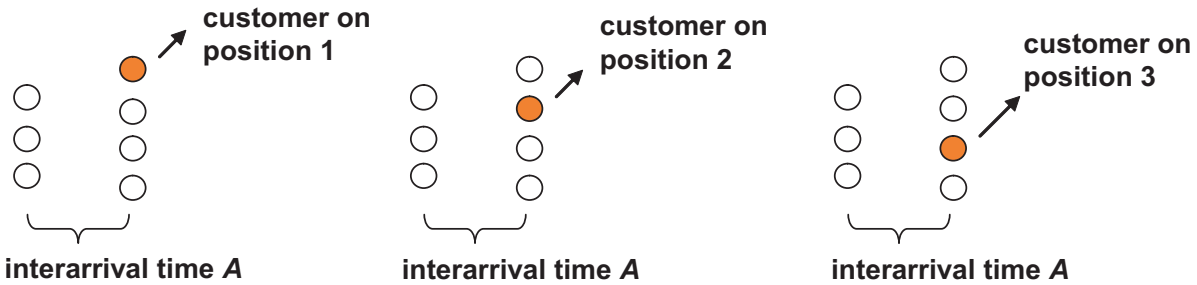 customer on
position 1
customer on
position 2
customer on
position 3
interarrival time A
interarrival time A
interarrival time A